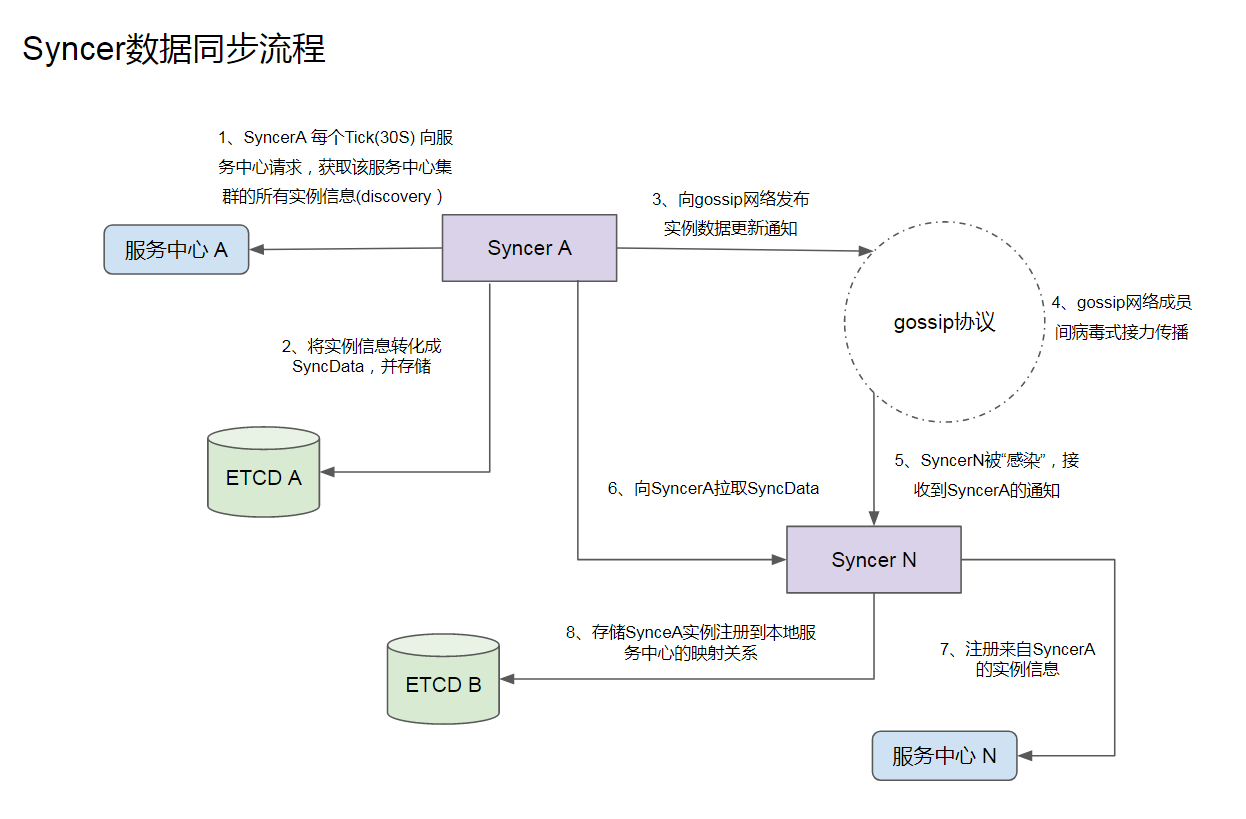 Syncer数据同步流程
1、SyncerA 每个Tick(30S) 向服
务中心请求，获取该服务中心集
群的所有实例信息(discovery )
3、向gossip网络发布
实例数据更新通知
服务中心 A
Syncer A
gossip协议
4、gossip网络成员
间病毒式接力传播
2、将实例信息转化成
SyncData，并存储
ETCD A
5、SyncerN被“感染”，接
收到SyncerA的通知
6、向SyncerA拉取SyncData
Syncer N
8、存储SynceA实例注册到本地服
务中心的映射关系
7、注册来自SyncerA
的实例信息
ETCD B
服务中心 N